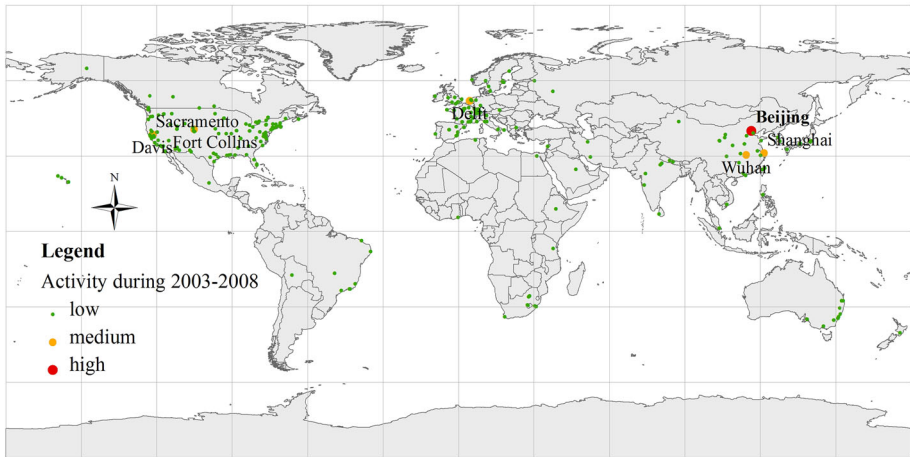 Sacramento
Davis
Fort Collins
Delft
Beijing
Shanghai
Wuhan
N
Legend
Activity during 2003-2008
low
medium
high